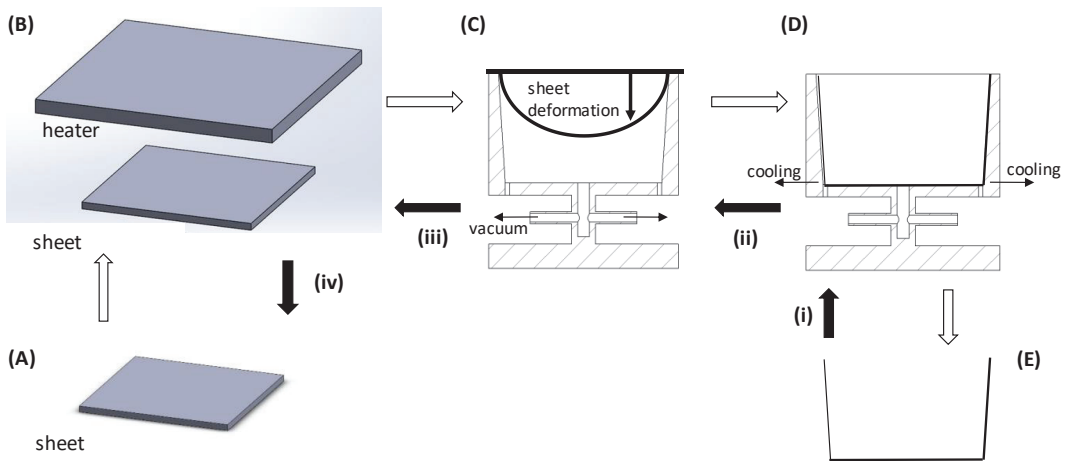 (B)
(C)
(D)
heater
sheet
deformation
sheet
cooling
cooling
vacuum
(iii)
(ii)
(iv)
(i)
(A)
(E)
sheet